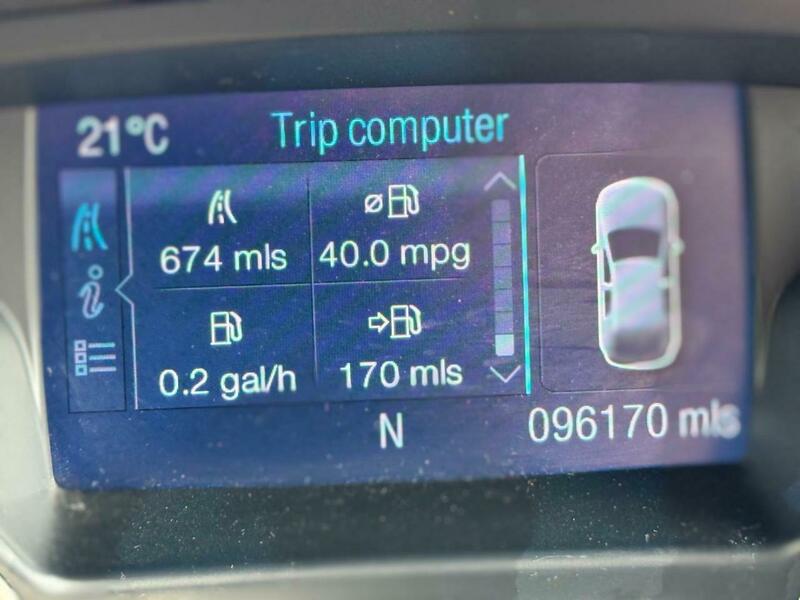 21°C
Trip computer
674 mls
ø 40.0 mpg
0.2 gal/h
170 mls
N
096170 mls